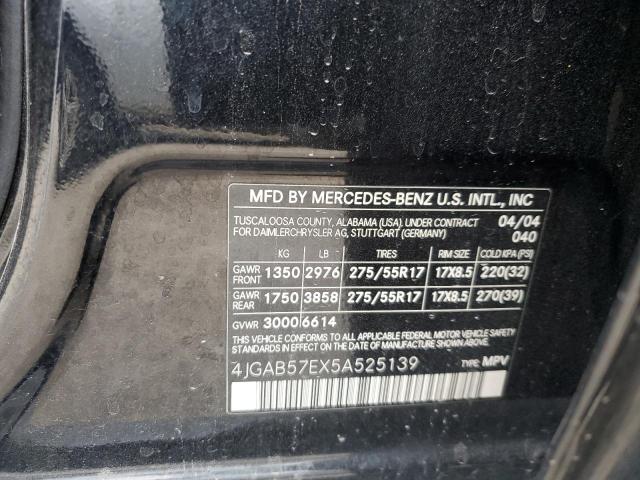 MFD BY MERCEDES-BENZ U.S. INTL., INC
TUSCALOOSA COUNTY, ALABAMA (USA). UNDER CONTRACT 04/04
FOR DAIMLERCHRYSLER AG, STUTTGART (GERMANY) 040
KG LB TIRES RIM SIZE COLD KPA (PSI)
GAWR FRONT 1350 2976 275/55R17 17X8.5 220(32)
GAWR REAR 1750 3858 275/55R17 17X8.5 270(39)
GVWR 3000 6614
THIS VEHICLE CONFORMS TO ALL APPLICABLE FEDERAL MOTOR VEHICLE SAFETY
STANDARDS IN EFFECT ON THE DATE OF MANUFACTURE SHOWN ABOVE.
4JGAB57EX5A525139 TYPE: MPV